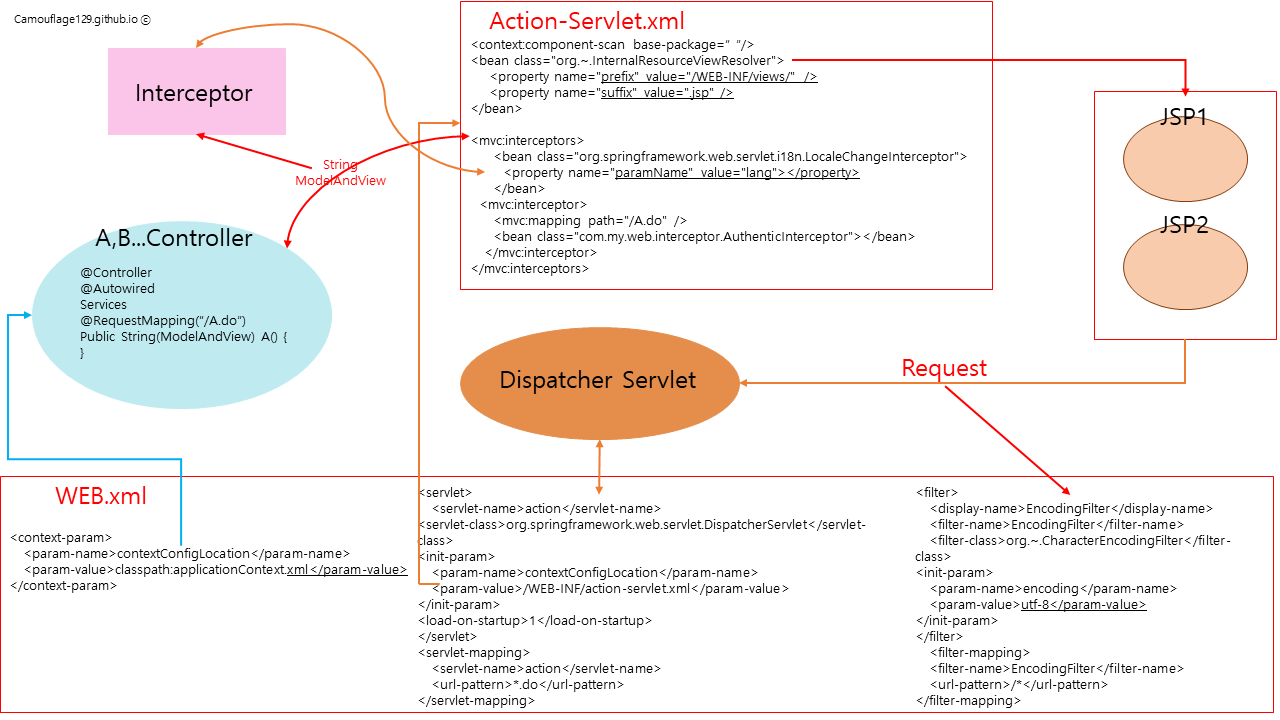 Camouflage129.github.io ⓒ
Interceptor
String
ModelAndView
A,B...Controller
@Controller
@Autowired
Services
@RequestMapping("/A.do")
Public String(ModelAndView) A() {
}
Action-Servlet.xml
<context:component-scan base-package=" "/>
<bean class="org.~.InternalResourceViewResolver">
<property name="prefix" value="/WEB-INF/views/" />
<property name="suffix" value=".jsp" />
</bean>
<mvc:interceptors>
<bean class="org.springframework.web.servlet.i18n.LocaleChangeInterceptor">
<property name="paramName" value="lang"></property>
</bean>
<mvc:interceptor>
<mvc:mapping path="/A.do" />
<bean class="com.my.web.interceptor.AuthenticInterceptor"></bean>
</mvc:interceptor>
</mvc:interceptors>
JSP1
JSP2
Dispatcher Servlet
Request
WEB.xml
<context-param>
<param-name>contextConfigLocation</param-name>
<param-value>classpath:applicationContext.xml</param-value>
</context-param>
<servlet>
<servlet-name>action</servlet-name>
<servlet-class>org.springframework.web.servlet.DispatcherServlet</servlet-
class>
<init-param>
<param-name>contextConfigLocation</param-name>
<param-value>/WEB-INF/action-servlet.xml</param-value>
</init-param>
<load-on-startup>1</load-on-startup>
</servlet>
<servlet-mapping>
<servlet-name>action</servlet-name>
<url-pattern>*.do</url-pattern>
</servlet-mapping>
<filter>
<display-name>EncodingFilter</display-name>
<filter-name>EncodingFilter</filter-name>
<filter-class>org.~.CharacterEncodingFilter</filter-
class>
<init-param>
<param-name>encoding</param-name>
<param-value>utf-8</param-value>
</init-param>
</filter>
<filter-mapping>
<filter-name>EncodingFilter</filter-name>
<url-pattern>/*</url-pattern>
</filter-mapping>